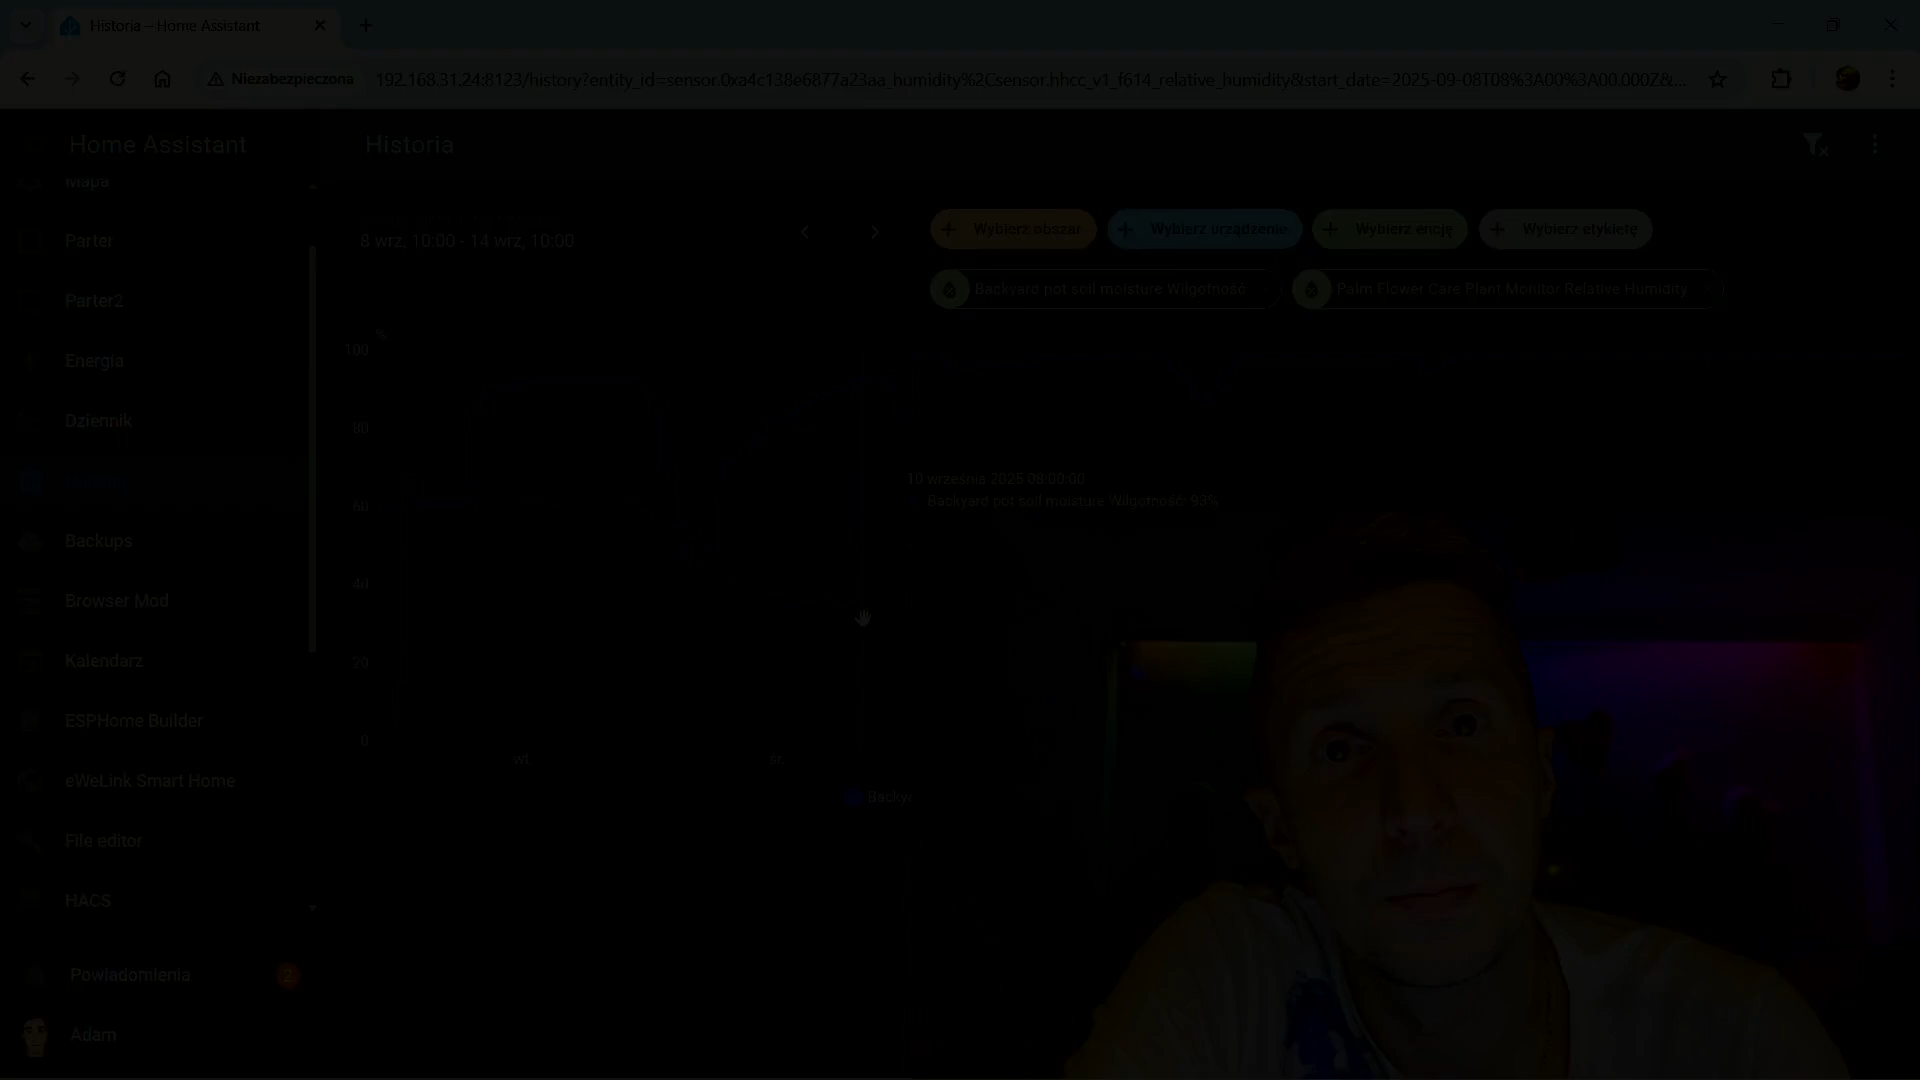 Historia – Home Assistant
Niezabezpieczona
192.168.31.24:8123/history?entity_id=sensor.0xa4c138e6877a23aa_humidity%2Csensor.hhcc_v1_f614_relative_humidity&start_date=2025-09-08T08%3A00%3A00.000Z&...
Home Assistant
Historia
Mapa
Parter
8 wrz, 10:00 - 14 wrz, 10:00
Wybierz obszar
Wybierz urządzenie
Wybierz encję
Wybierz etykietę
Backyard pot soil moisture Wilgotność
Palm Flower Care Plant Monitor Relative Humidity
Parter2
Energia
Dziennik
Historia
Backups
Browser Mod
Kalendarz
ESPHome Builder
eWeLink Smart Home
File editor
HACS
Powiadomienia
2
Adam
%
100
80
60
40
20
0
wt.
śr.
10 września 2025 08:00:00
Backyard pot soil moisture Wilgotność: 93%
Backyc